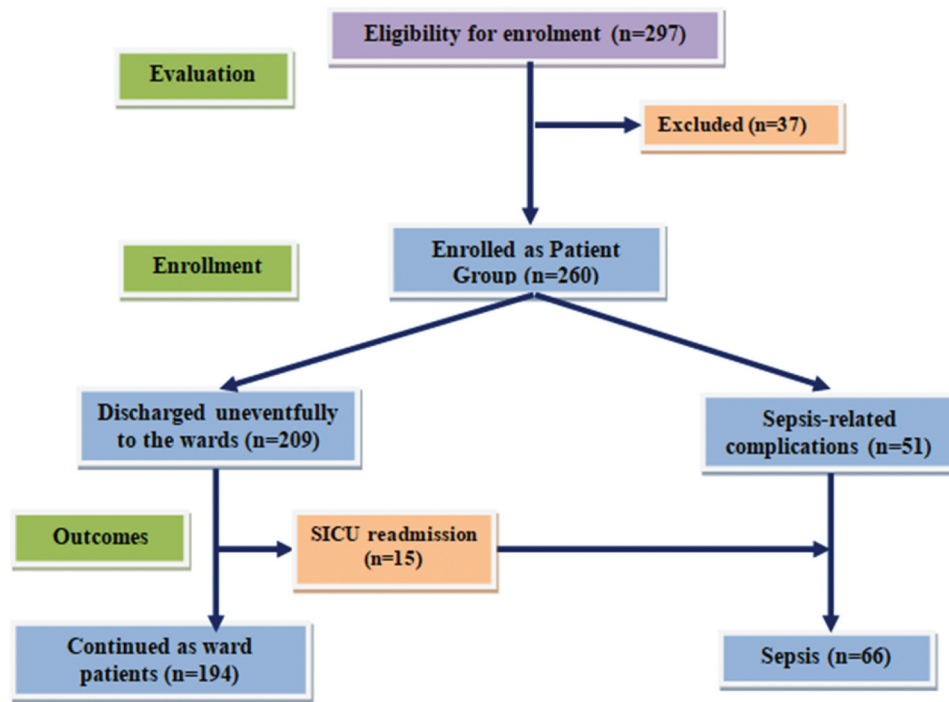 Eligibility for enrolment (n=297)
Evaluation
Excluded (n=37)
Enrolled as Patient
Group (n=260)
Enrollment
Discharged uneventfully
to the wards (n=209)
Sepsis-related
complications (n=51)
Outcomes
SICU readmission
(n=15)
Continued as ward
patients (n=194)
Sepsis (n=66)